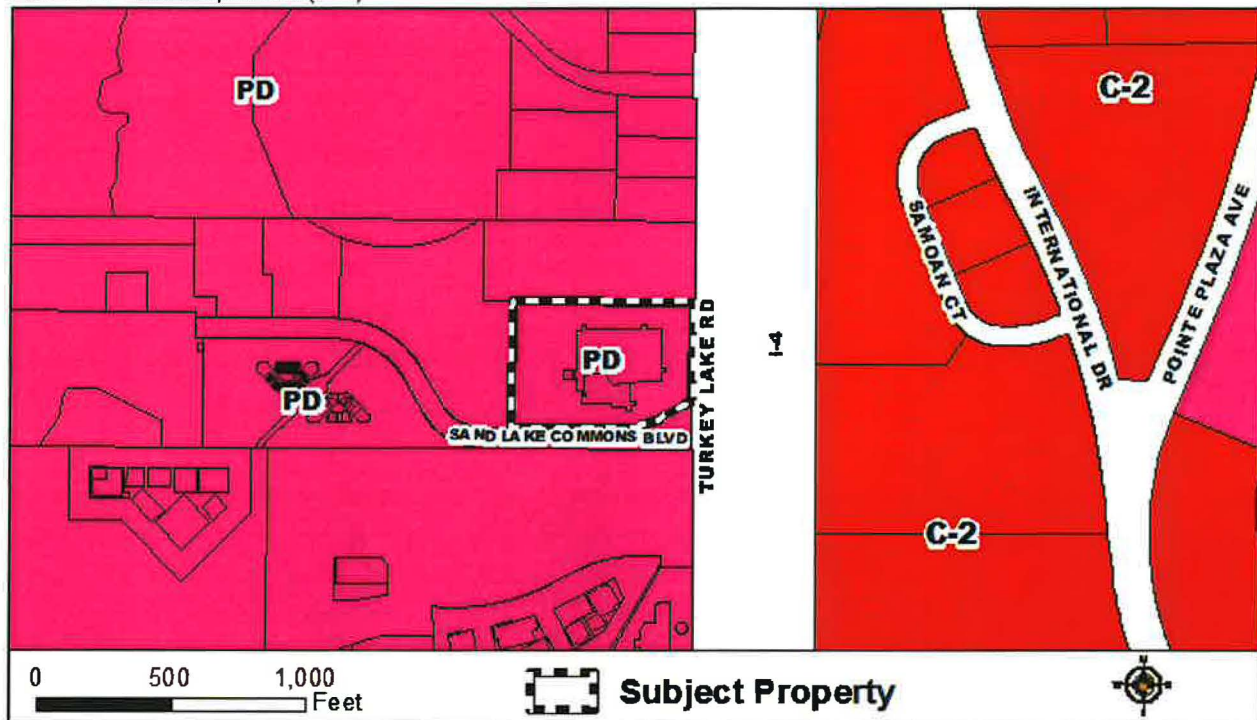 PD
C-2
SAMOAN CT
INTERNATIONAL DR
POINTE PLAZA AVE
PD
TURKEY LAKE RD
I-4
PD
SAND LAKE COMMONS BLVD
C-2
0 500 1,000
Feet
Subject Property